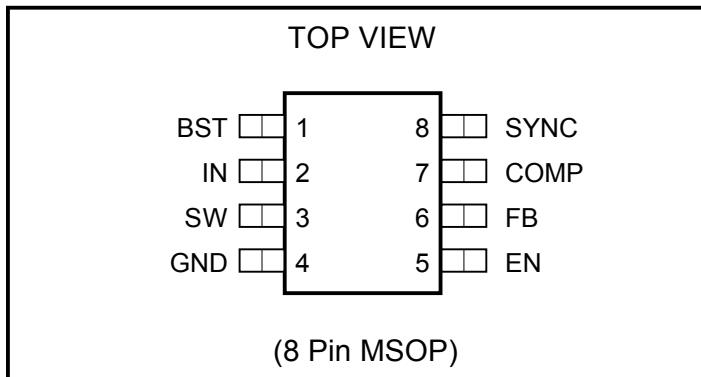 TOP VIEW
BST 1 8 SYNC
IN 2 7 COMP
SW 3 6 FB
GND 4 5 EN
(8 Pin MSOP)